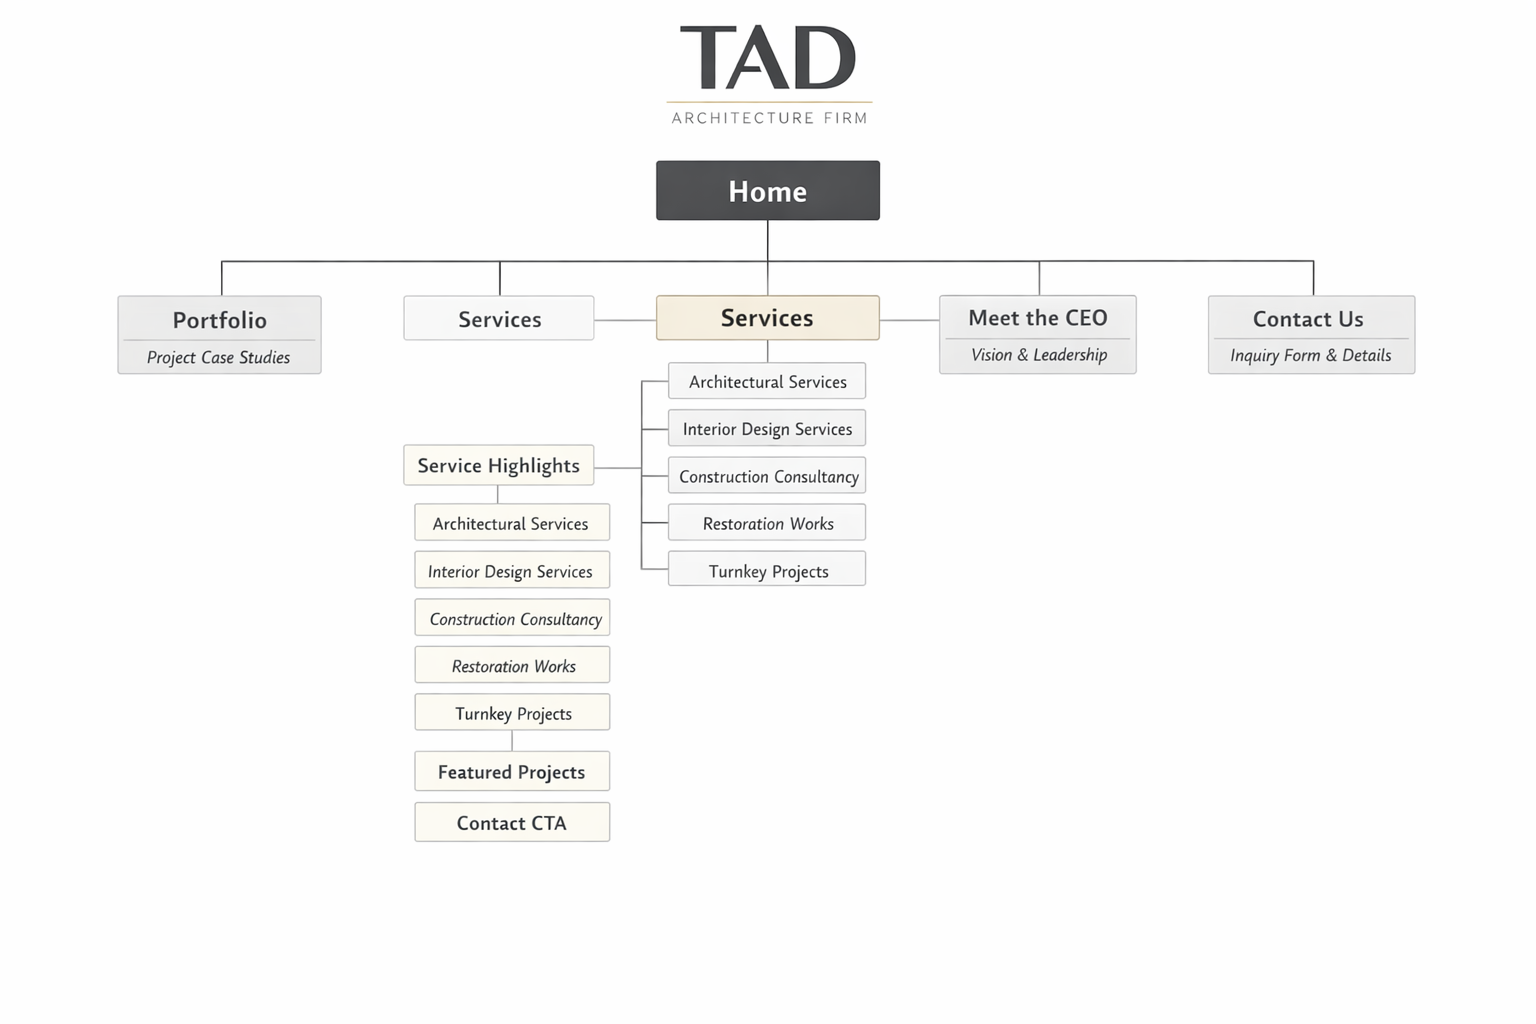 TAD
ARCHITECTURE FIRM
Home
Portfolio
Project Case Studies
Services
Services
Meet the CEO
Vision & Leadership
Contact Us
Inquiry Form & Details
Architectural Services
Interior Design Services
Construction Consultancy
Restoration Works
Turnkey Projects
Service Highlights
Architectural Services
Interior Design Services
Construction Consultancy
Restoration Works
Turnkey Projects
Featured Projects
Contact CTA